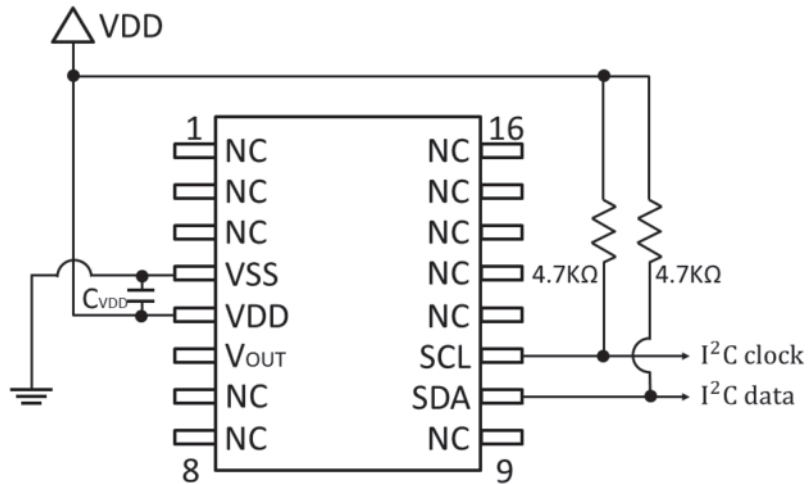 VDD
1 16
NC NC
NC NC
NC NC
VSS NC 4.7KΩ 4.7KΩ
CVDD
VDD NC
VOUT SCL I²C clock
NC SDA I²C data
NC NC
8 9